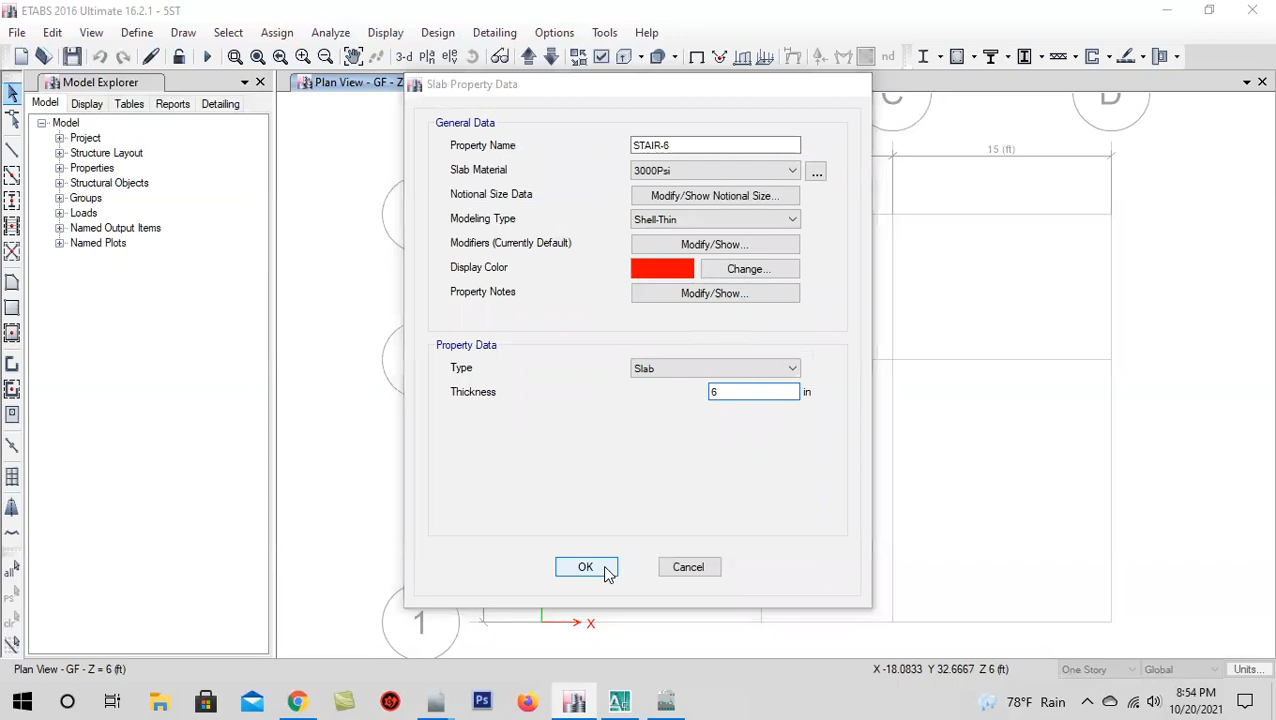 ETABS 2016 Ultimate 16.2.1 - 5ST
File Edit View Define Draw Select Assign Analyze Display Design Detailing Options Tools Help
3-d
Model Explorer
Plan View - GF - Z
Model Display Tables Reports Detailing
Model
Project
Structure Layout
Properties
Structural Objects
Groups
Loads
Named Output Items
Named Plots
Slab Property Data
General Data
Property Name STAIR-6
Slab Material 3000Psi ...
Notional Size Data Modify/Show Notional Size...
Modeling Type Shell-Thin
Modifiers (Currently Default) Modify/Show...
Display Color Change...
Property Notes Modify/Show...
Property Data
Type Slab
Thickness 6 in
OK Cancel
C D
15 (ft)
1
X
all
ps
clr
Plan View - GF - Z = 6 (ft) X -18.0833 Y 32.6667 Z 6 (ft) One Story Global Units...
Ps
78°F Rain
8:54 PM
10/20/2021